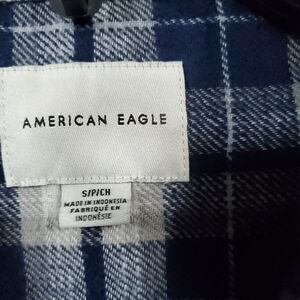 AMERICAN EAGLE
S/P/CH
MADE IN INDONESIA
FABRIQUÉ EN
INDONÉSIE